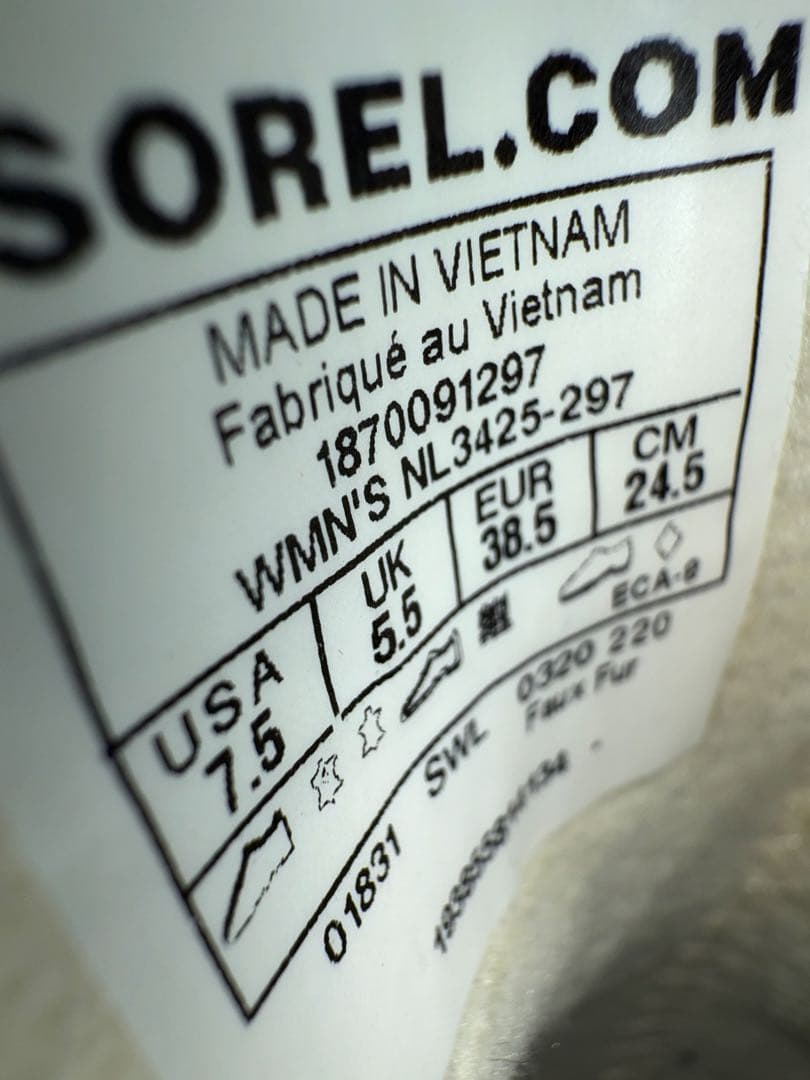 SOREL.COM
MADE IN VIETNAM
Fabriqué au Vietnam
1870091297
WMN'S NL3425-297
USA UK EUR CM
7.5 5.5 38.5 24.5
ECA-8
01831 SWL 0320 220
Faux Fur